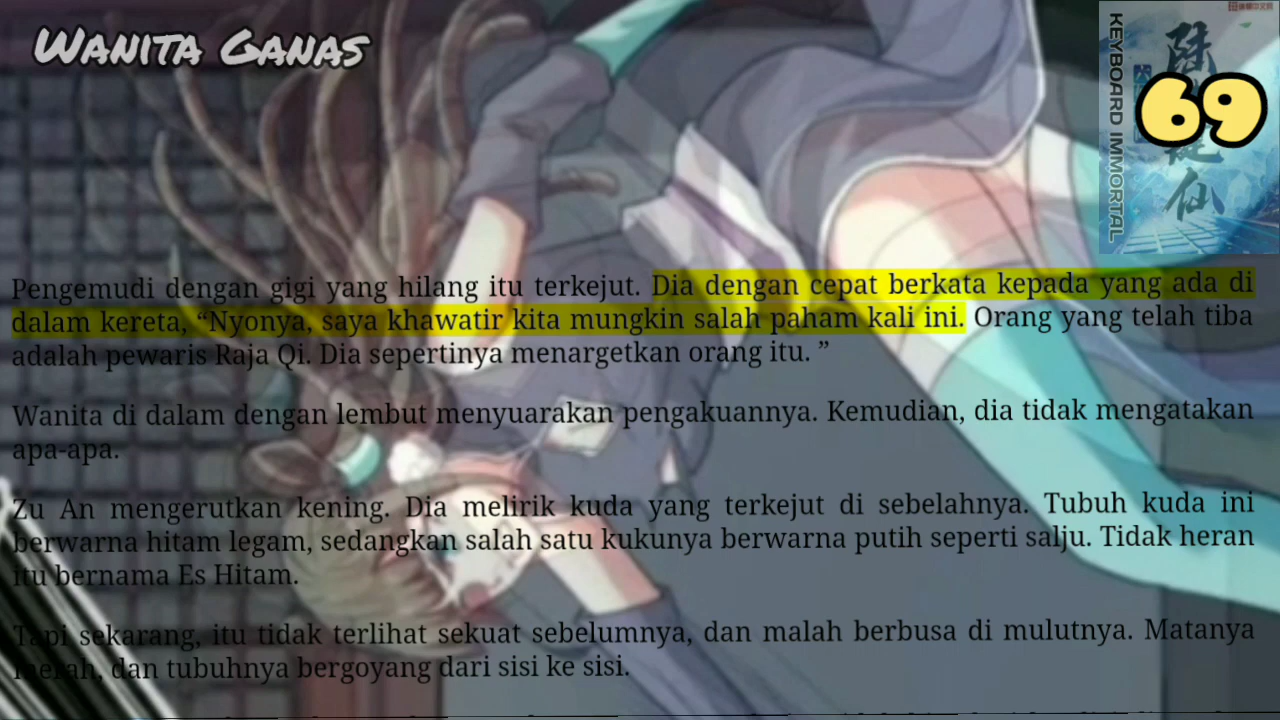 Wanita Ganas
KEYBOARD IMMORTAL
69
仙
Pengemudi dengan gigi yang hilang itu terkejut. Dia dengan cepat berkata kepada yang ada di
dalam kereta, “Nyonya, saya khawatir kita mungkin salah paham kali ini. Orang yang telah tiba
adalah pewaris Raja Qi. Dia sepertinya menargetkan orang itu. ”
Wanita di dalam dengan lembut menyuarakan pengakuannya. Kemudian, dia tidak mengatakan
apa-apa.
Zu An mengerutkan kening. Dia melirik kuda yang terkejut di sebelahnya. Tubuh kuda ini
berwarna hitam legam, sedangkan salah satu kukunya berwarna putih seperti salju. Tidak heran
itu bernama Es Hitam.
Tapi sekarang, itu tidak terlihat sekuat sebelumnya, dan malah berbusa di mulutnya. Matanya
merah, dan tubuhnya bergoyang dari sisi ke sisi.